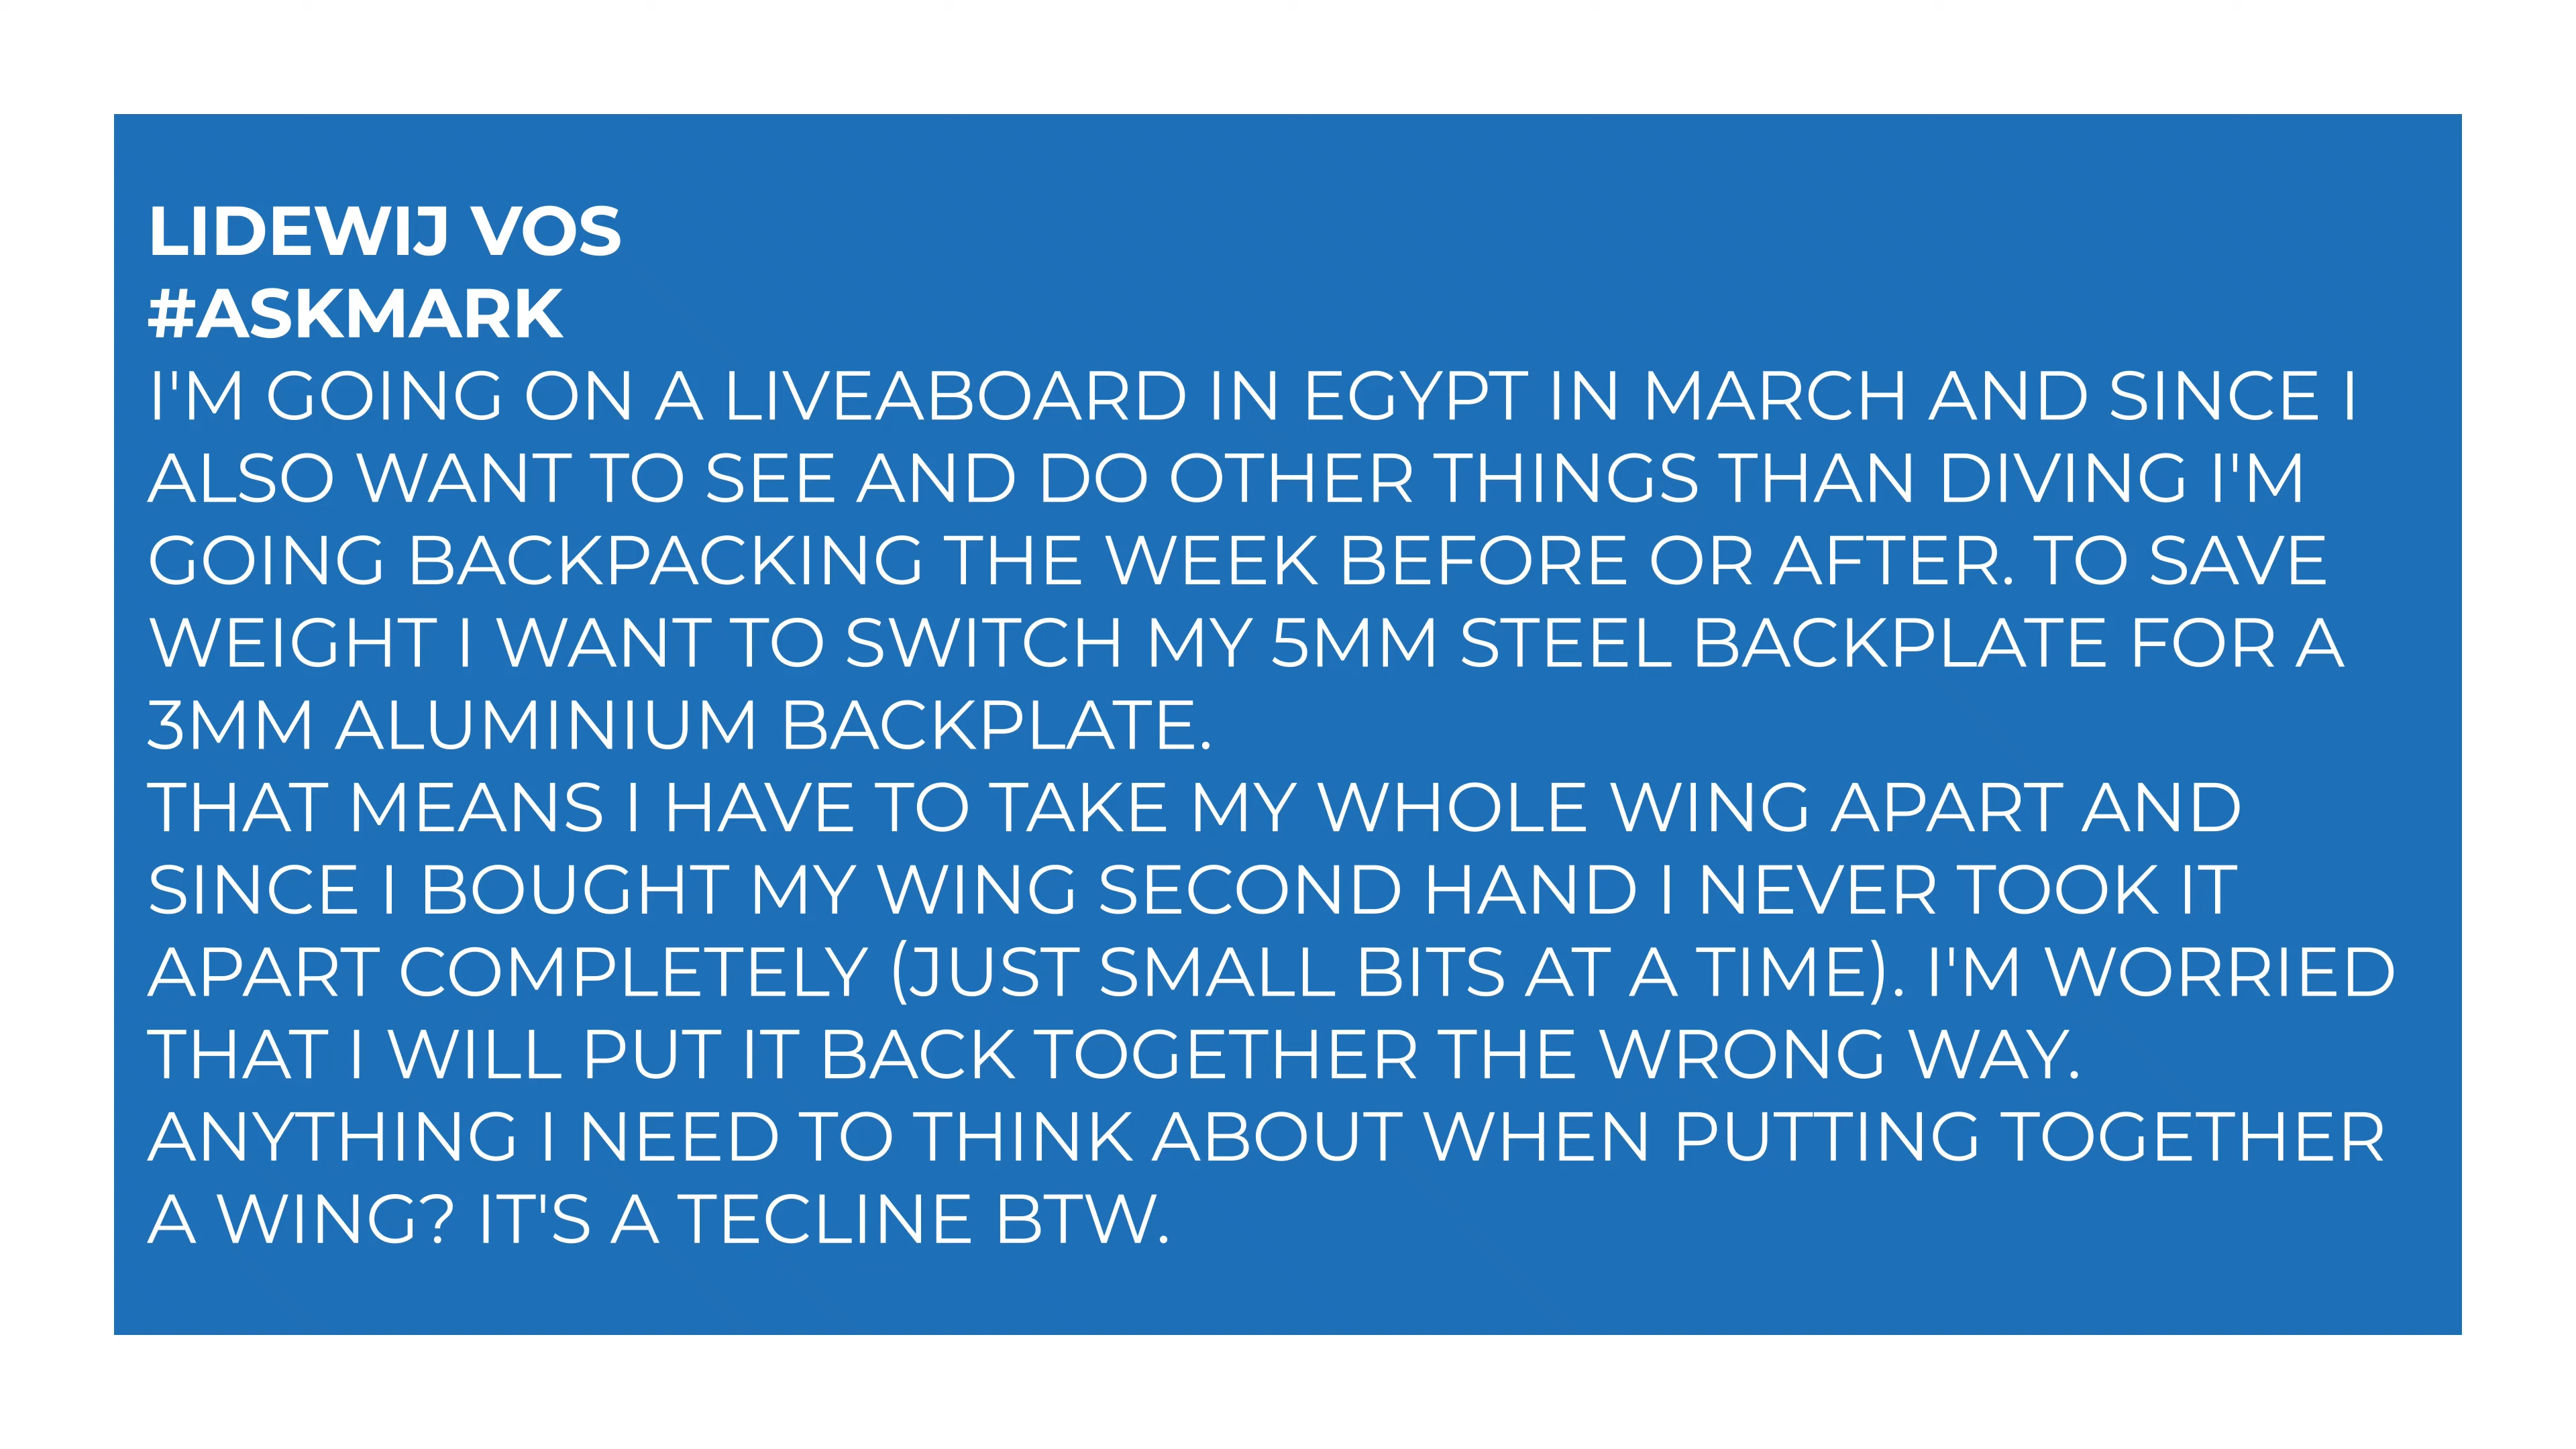 LIDEWIJ VOS
#ASKMARK
I'M GOING ON A LIVEABOARD IN EGYPT IN MARCH AND SINCE I
ALSO WANT TO SEE AND DO OTHER THINGS THAN DIVING I'M
GOING BACKPACKING THE WEEK BEFORE OR AFTER. TO SAVE
WEIGHT I WANT TO SWITCH MY 5MM STEEL BACKPLATE FOR A
3MM ALUMINIUM BACKPLATE.
THAT MEANS I HAVE TO TAKE MY WHOLE WING APART AND
SINCE I BOUGHT MY WING SECOND HAND I NEVER TOOK IT
APART COMPLETELY (JUST SMALL BITS AT A TIME). I'M WORRIED
THAT I WILL PUT IT BACK TOGETHER THE WRONG WAY.
ANYTHING I NEED TO THINK ABOUT WHEN PUTTING TOGETHER
A WING? IT'S A TECLINE BTW.